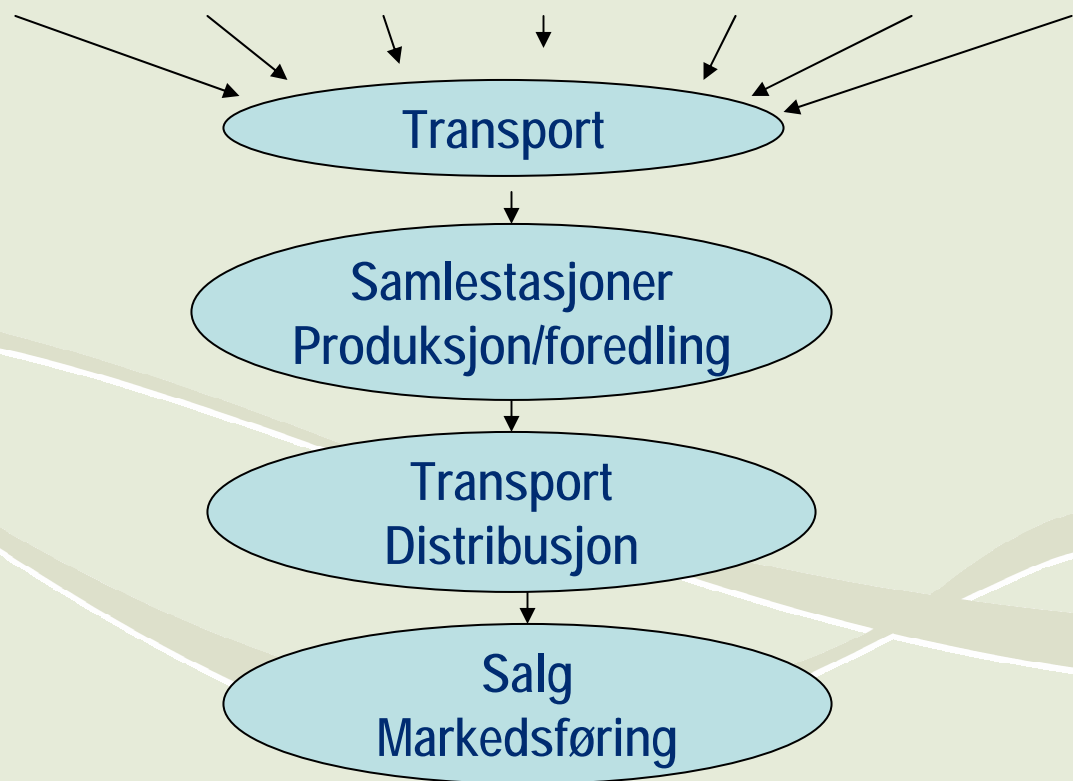 Transport
Samlestasjoner
Produksjon/foredling
Transport
Distribusjon
Salg
Markedsføring